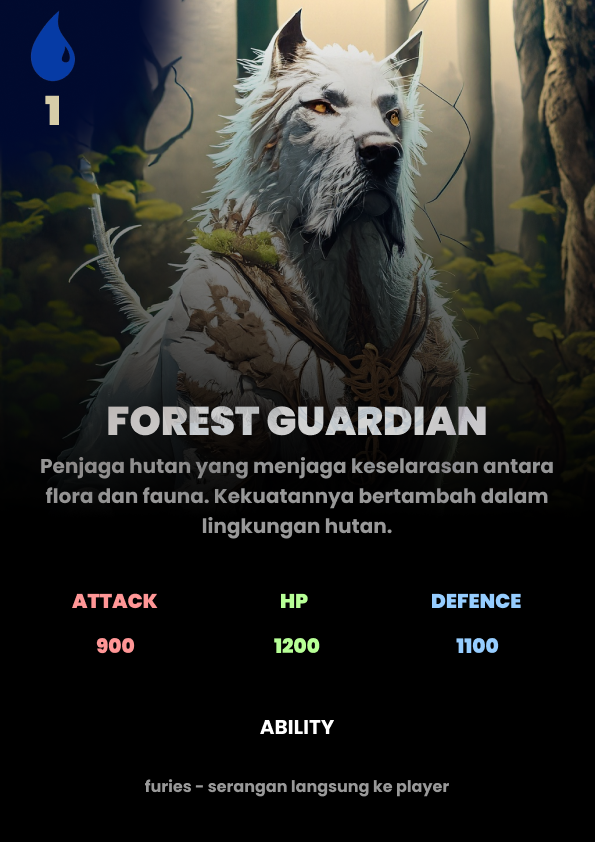 1
FOREST GUARDIAN
Penjaga hutan yang menjaga keselarasan antara
flora dan fauna. Kekuatannya bertambah dalam
lingkungan hutan.
ATTACK HP DEFENCE
900 1200 1100
ABILITY
furies - serangan langsung ke player